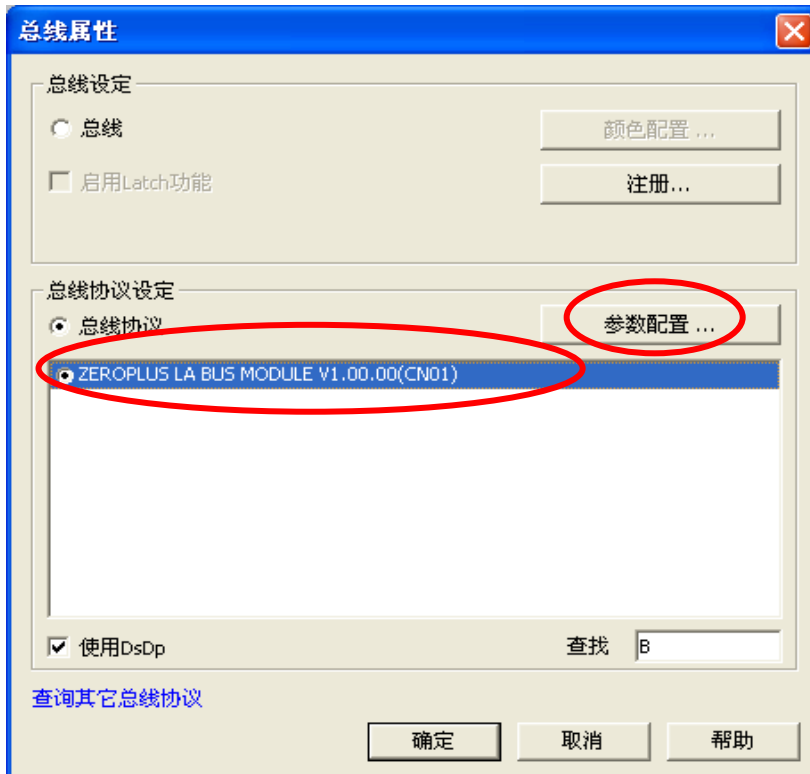 总线属性
总线设定
总线
颜色配置 ...
启用Latch功能
注册...
总线协议设定
总线协议
参数配置 ...
ZEROPLUS LA BUS MODULE V1.00.00(CN01)
使用DsDp
查找
B
查询其它总线协议
确定
取消
帮助